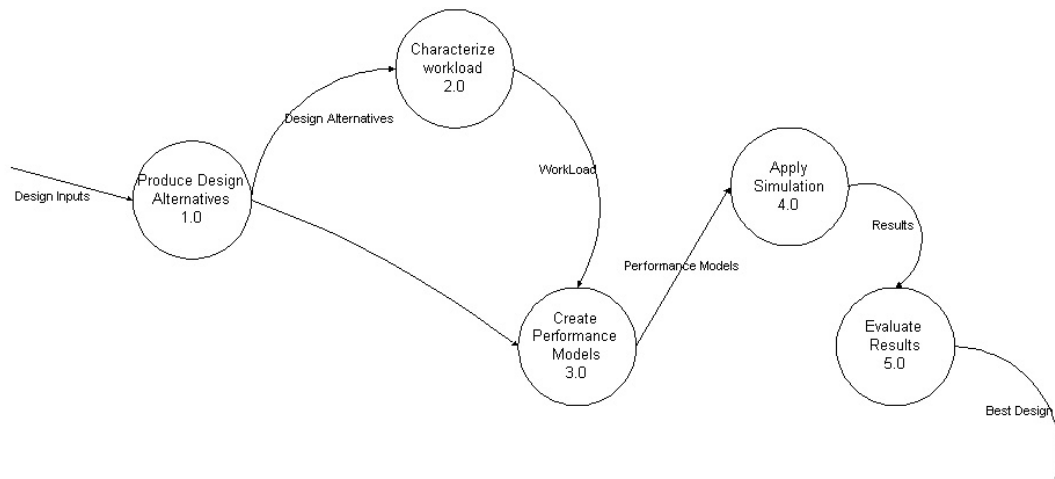 Characterize
workload
2.0
Design Alternatives
Produce Design
Alternatives
1.0
Design Inputs
WorkLoad
Apply
Simulation
4.0
Results
Performance Models
Create
Performance
Models
3.0
Evaluate
Results
5.0
Best Design